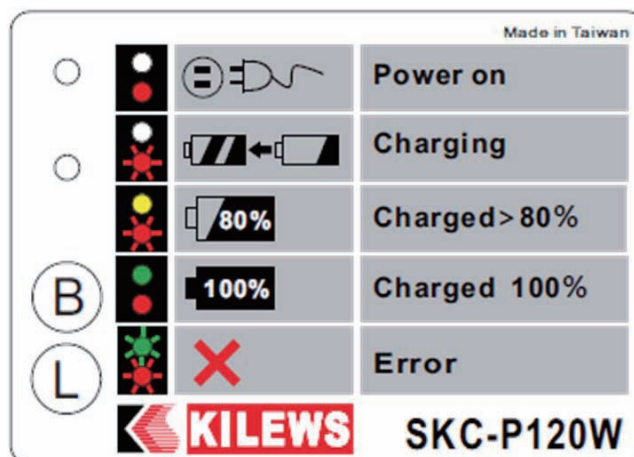 Made in Taiwan
Power on
Charging
80% Charged>80%
B 100% Charged 100%
L Error
KILEWS SKC-P120W